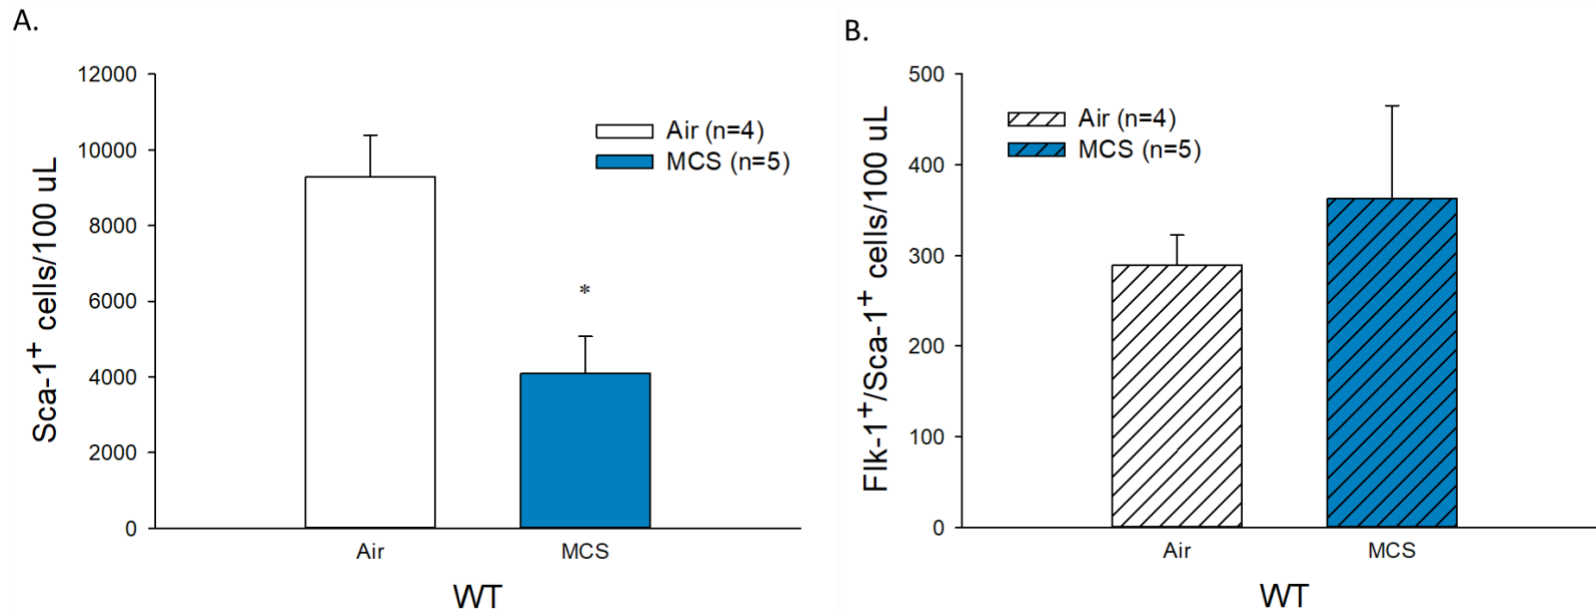 A.
Sca-1+ cells/100 uL
12000
10000
8000
6000
4000
2000
0
Air (n=4)
MCS (n=5)
*
Air
MCS
WT
B.
Flk-1+/Sca-1+ cells/100 uL
500
400
300
200
100
0
Air (n=4)
MCS (n=5)
Air
MCS
WT